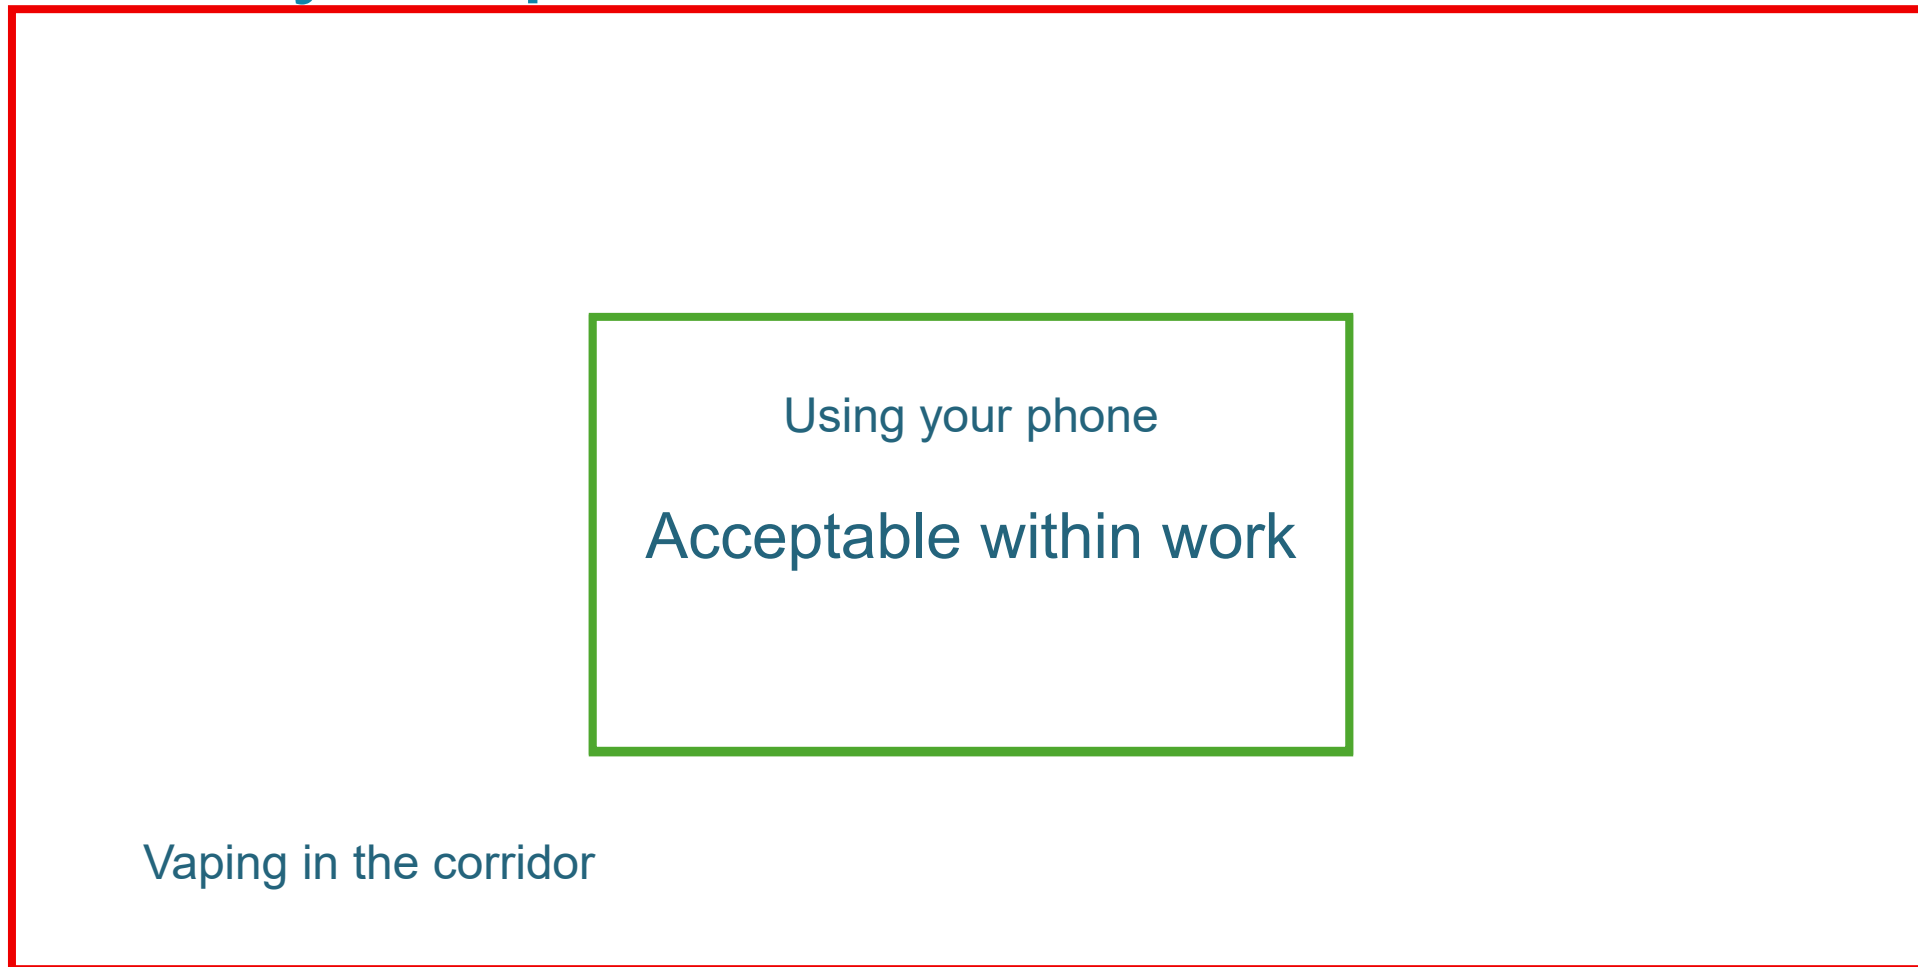 Using your phone
Acceptable within work
Vaping in the corridor